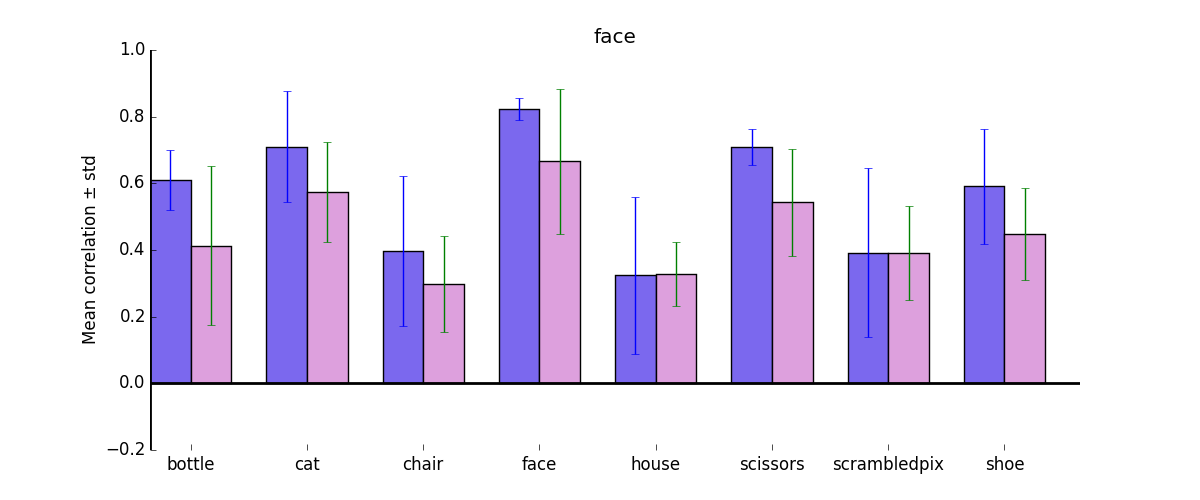 face
Mean correlation ± std
1.0
0.8
0.6
0.4
0.2
0.0
−0.2
bottle cat chair face house scissors scrambledpix shoe